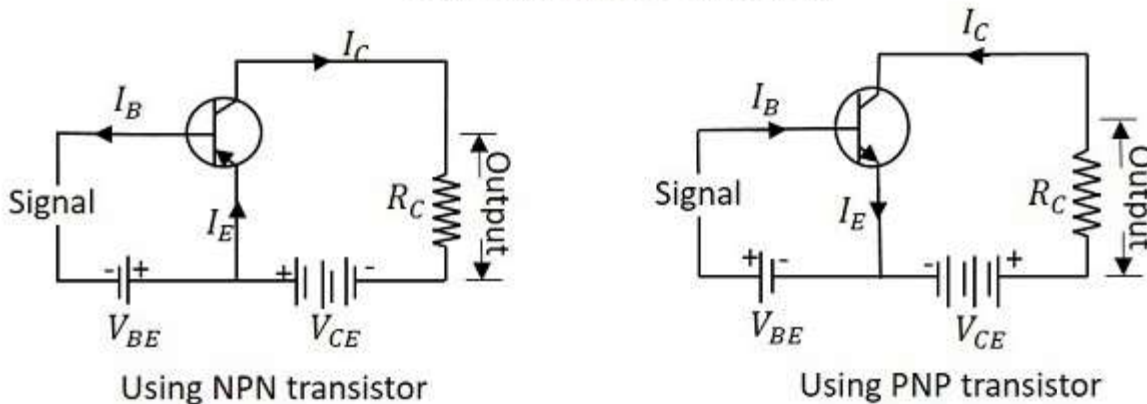 I_C
I_C
I_B
I_B
Signal
R_C
Output
I_E
Signal
R_C
Output
I_E
- +
+ -
+ -
- +
V_BE
V_CE
V_BE
V_CE
Using NPN transistor
Using PNP transistor